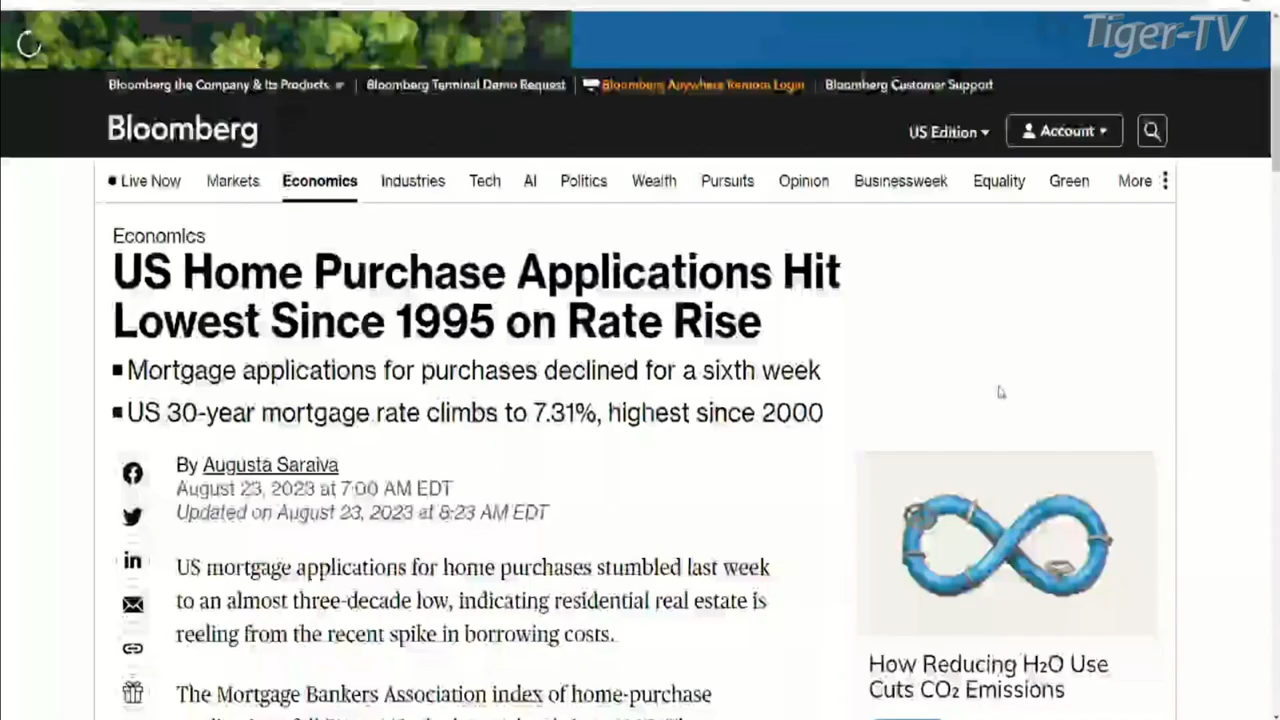 Tiger-TV
Bloomberg the Company & Its Products
Bloomberg Terminal Demo Request
Bloomberg Anywhere Remote Login
Bloomberg Customer Support
Bloomberg
US Edition
Account
Live Now Markets Economics Industries Tech AI Politics Wealth Pursuits Opinion Businessweek Equality Green More
Economics
US Home Purchase Applications Hit
Lowest Since 1995 on Rate Rise
Mortgage applications for purchases declined for a sixth week
US 30-year mortgage rate climbs to 7.31%, highest since 2000
By Augusta Saraiva
August 23, 2023 at 7:00 AM EDT
Updated on August 23, 2023 at 8:23 AM EDT
US mortgage applications for home purchases stumbled last week
to an almost three-decade low, indicating residential real estate is
reeling from the recent spike in borrowing costs.
The Mortgage Bankers Association index of home-purchase
How Reducing H₂O Use
Cuts CO₂ Emissions